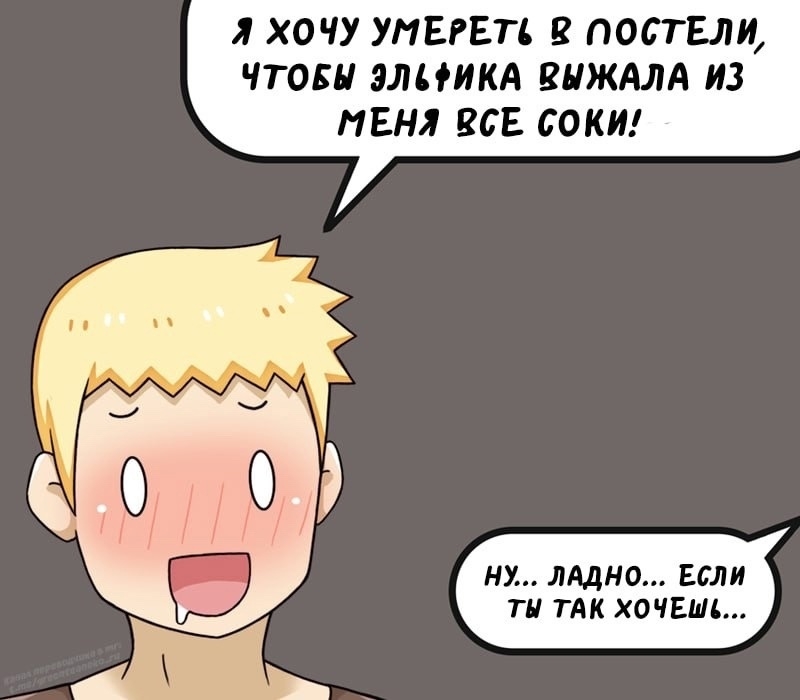 Я ХОЧУ УМЕРЕТЬ В ПОСТЕЛИ,
ЧТОБЫ ЭЛЬФИКА ВЫЖАЛА ИЗ
МЕНЯ ВСЕ СОКИ!
НУ... ЛАДНО... ЕСЛИ
ТЫ ТАК ХОЧЕШЬ...